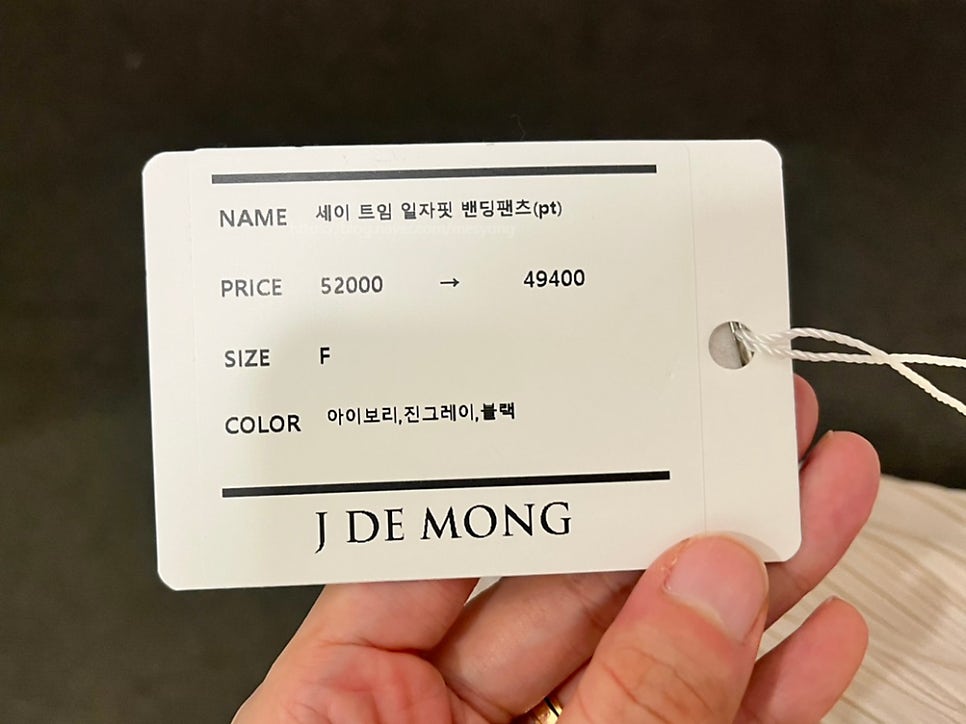 NAME 세이 트임 일자핏 밴딩팬츠(pt)
PRICE 52000 → 49400
SIZE F
COLOR 아이보리,진그레이,블랙
J DE MONG